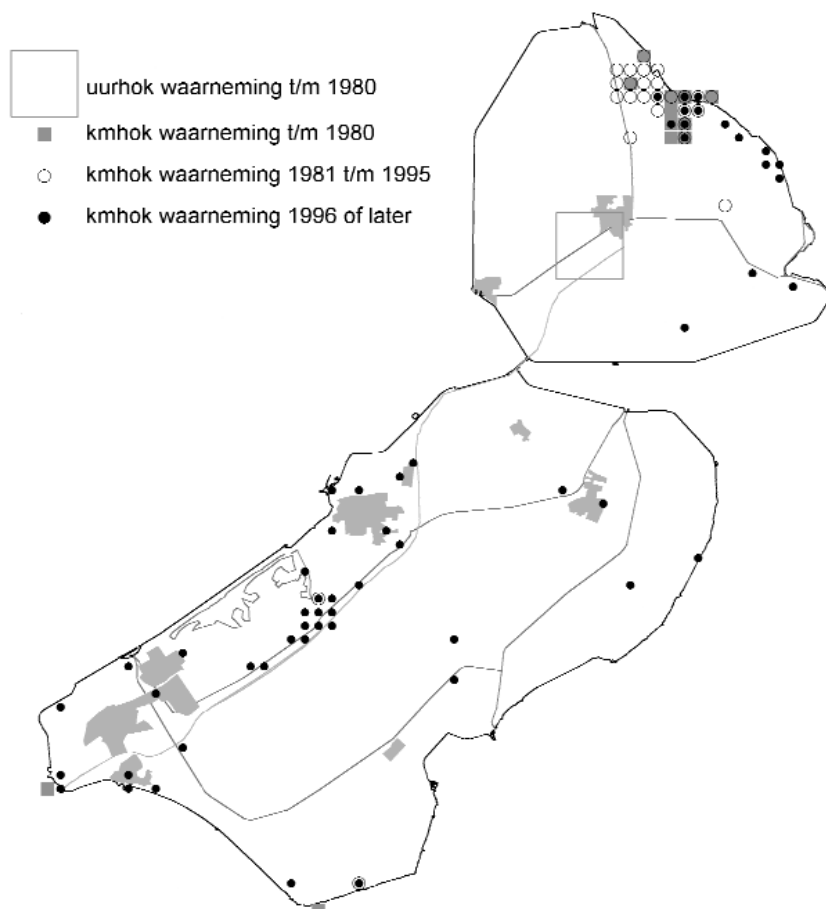 uurhok waarneming t/m 1980
kmhok waarneming t/m 1980
kmhok waarneming 1981 t/m 1995
kmhok waarneming 1996 of later